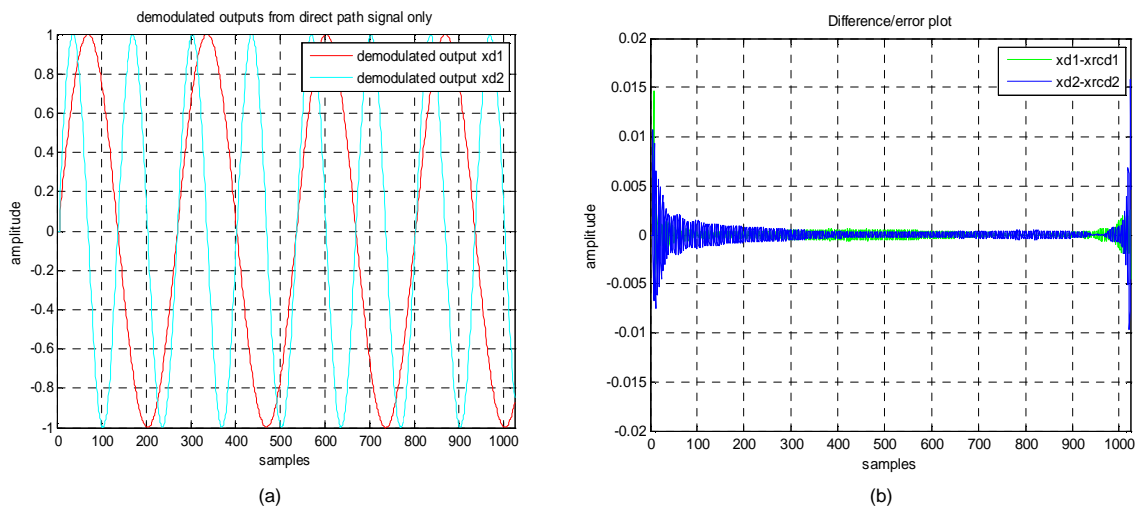 demodulated outputs from direct path signal only
1
0.8
0.6
0.4
0.2
0
-0.2
-0.4
-0.6
-0.8
-1
amplitude
demodulated output xd1
demodulated output xd2
0 100 200 300 400 500 600 700 800 900 1000
samples
(a)
Difference/error plot
0.02
0.015
0.01
0.005
0
-0.005
-0.01
-0.015
-0.02
amplitude
xd1-xrcd1
xd2-xrcd2
0 100 200 300 400 500 600 700 800 900 1000
samples
(b)